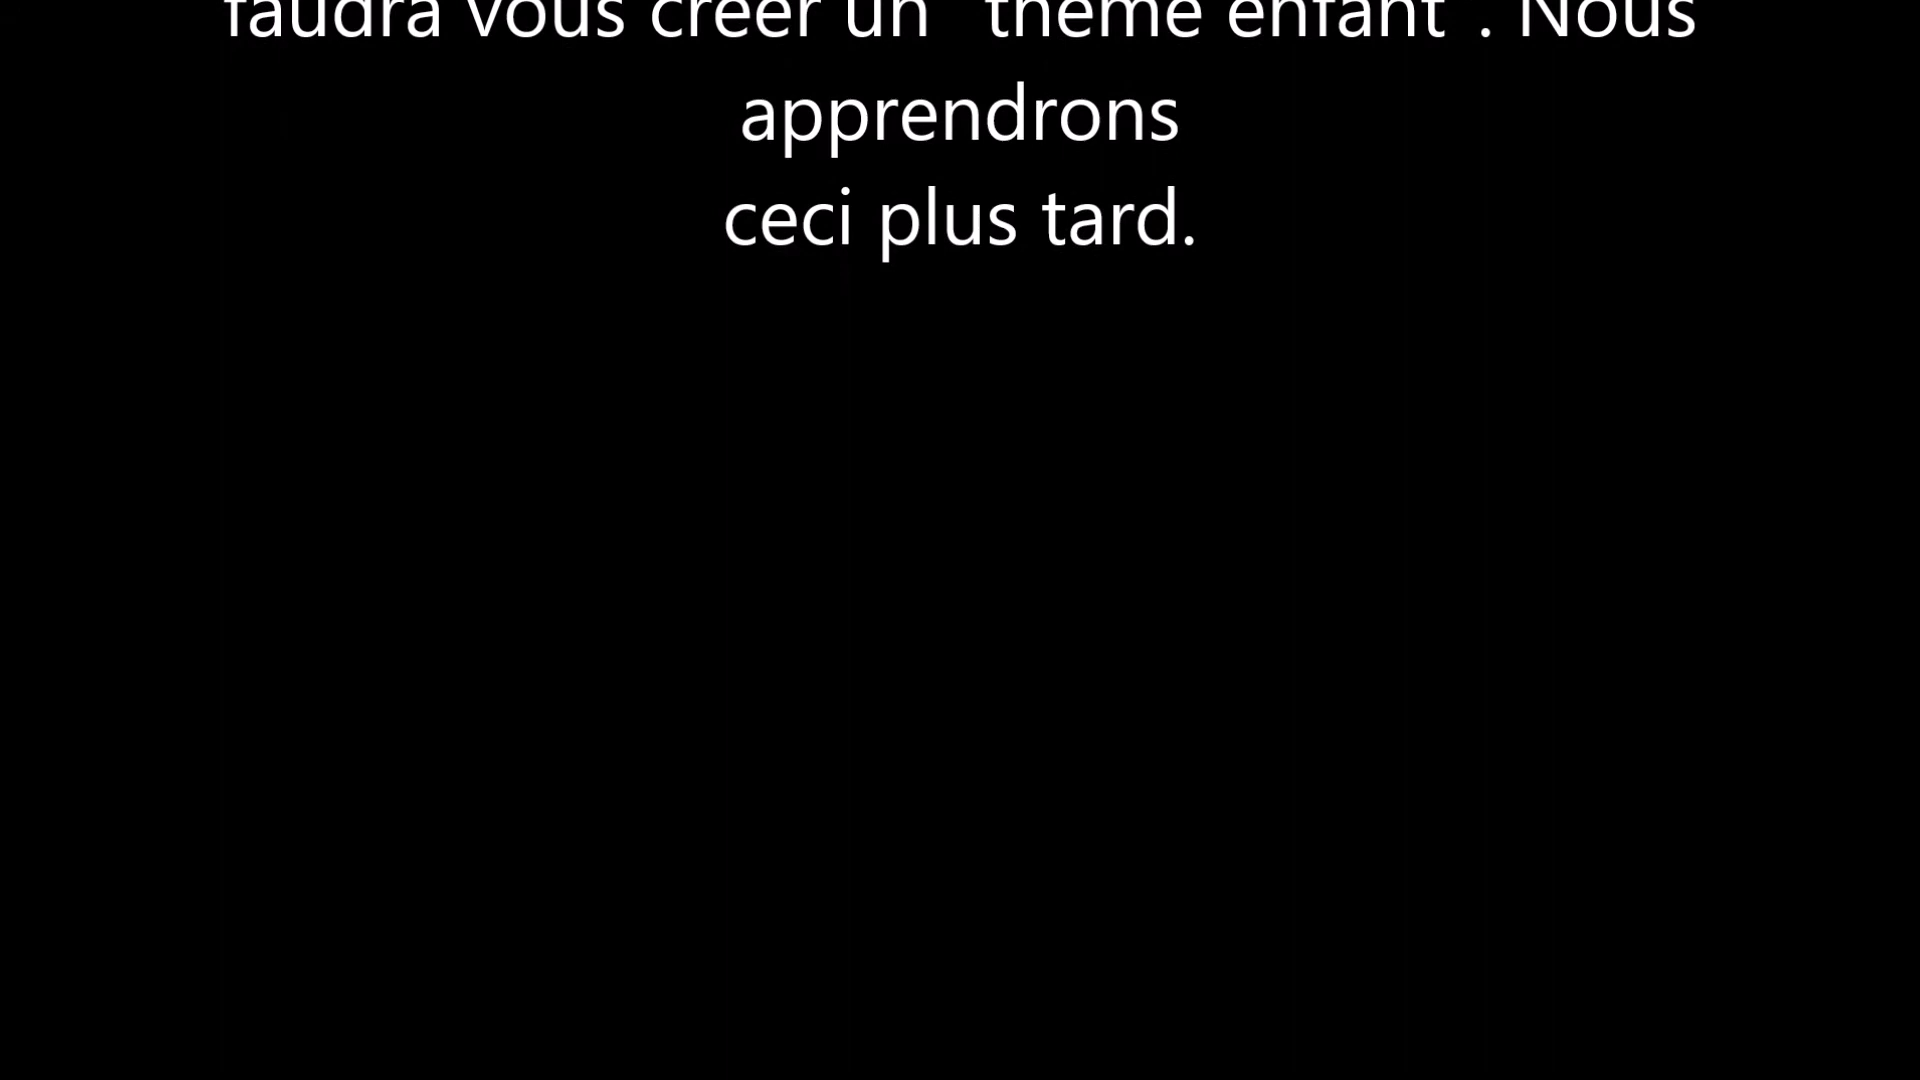 faudra vous créer un "thème enfant". Nous
apprendrons
ceci plus tard.